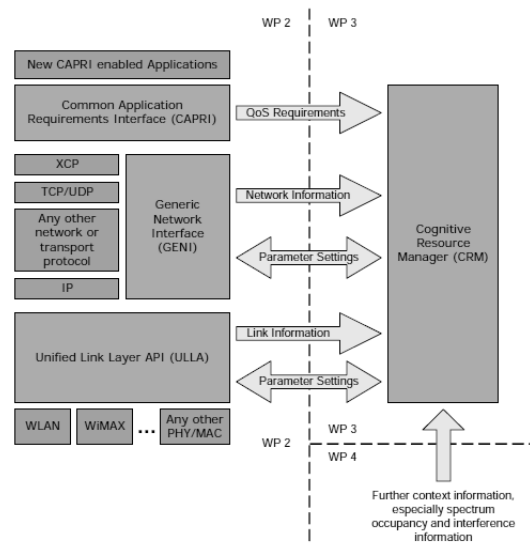 WP 2
WP 3
New CAPRI enabled Applications
Common Application
Requirements Interface (CAPRI)
QoS Requirements
XCP
TCP/UDP
Any other
network or
transport
protocol
IP
Generic
Network
Interface
(GENI)
Network Information
Parameter Settings
Cognitive
Resource
Manager (CRM)
Unified Link Layer API (ULLA)
Link Information
Parameter Settings
WLAN
WiMAX
...
Any other
PHY/MAC
WP 2
WP 3
WP 4
Further context information,
especially spectrum
occupancy and interference
information